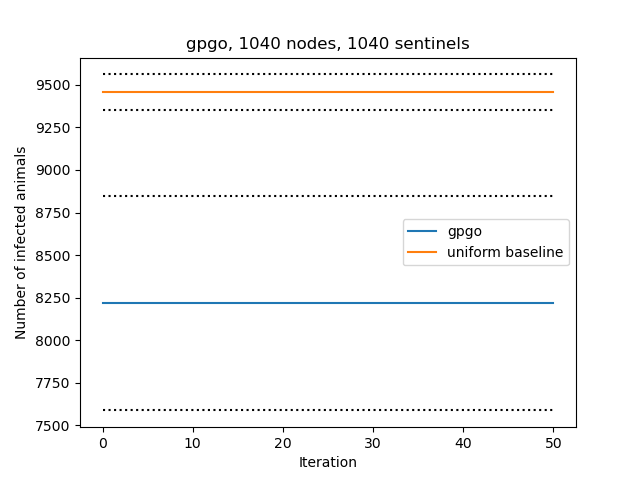 gpgo, 1040 nodes, 1040 sentinels
9500
9250
9000
8750
8500
8250
8000
7750
7500
Number of infected animals
gpgo
uniform baseline
0 10 20 30 40 50
Iteration